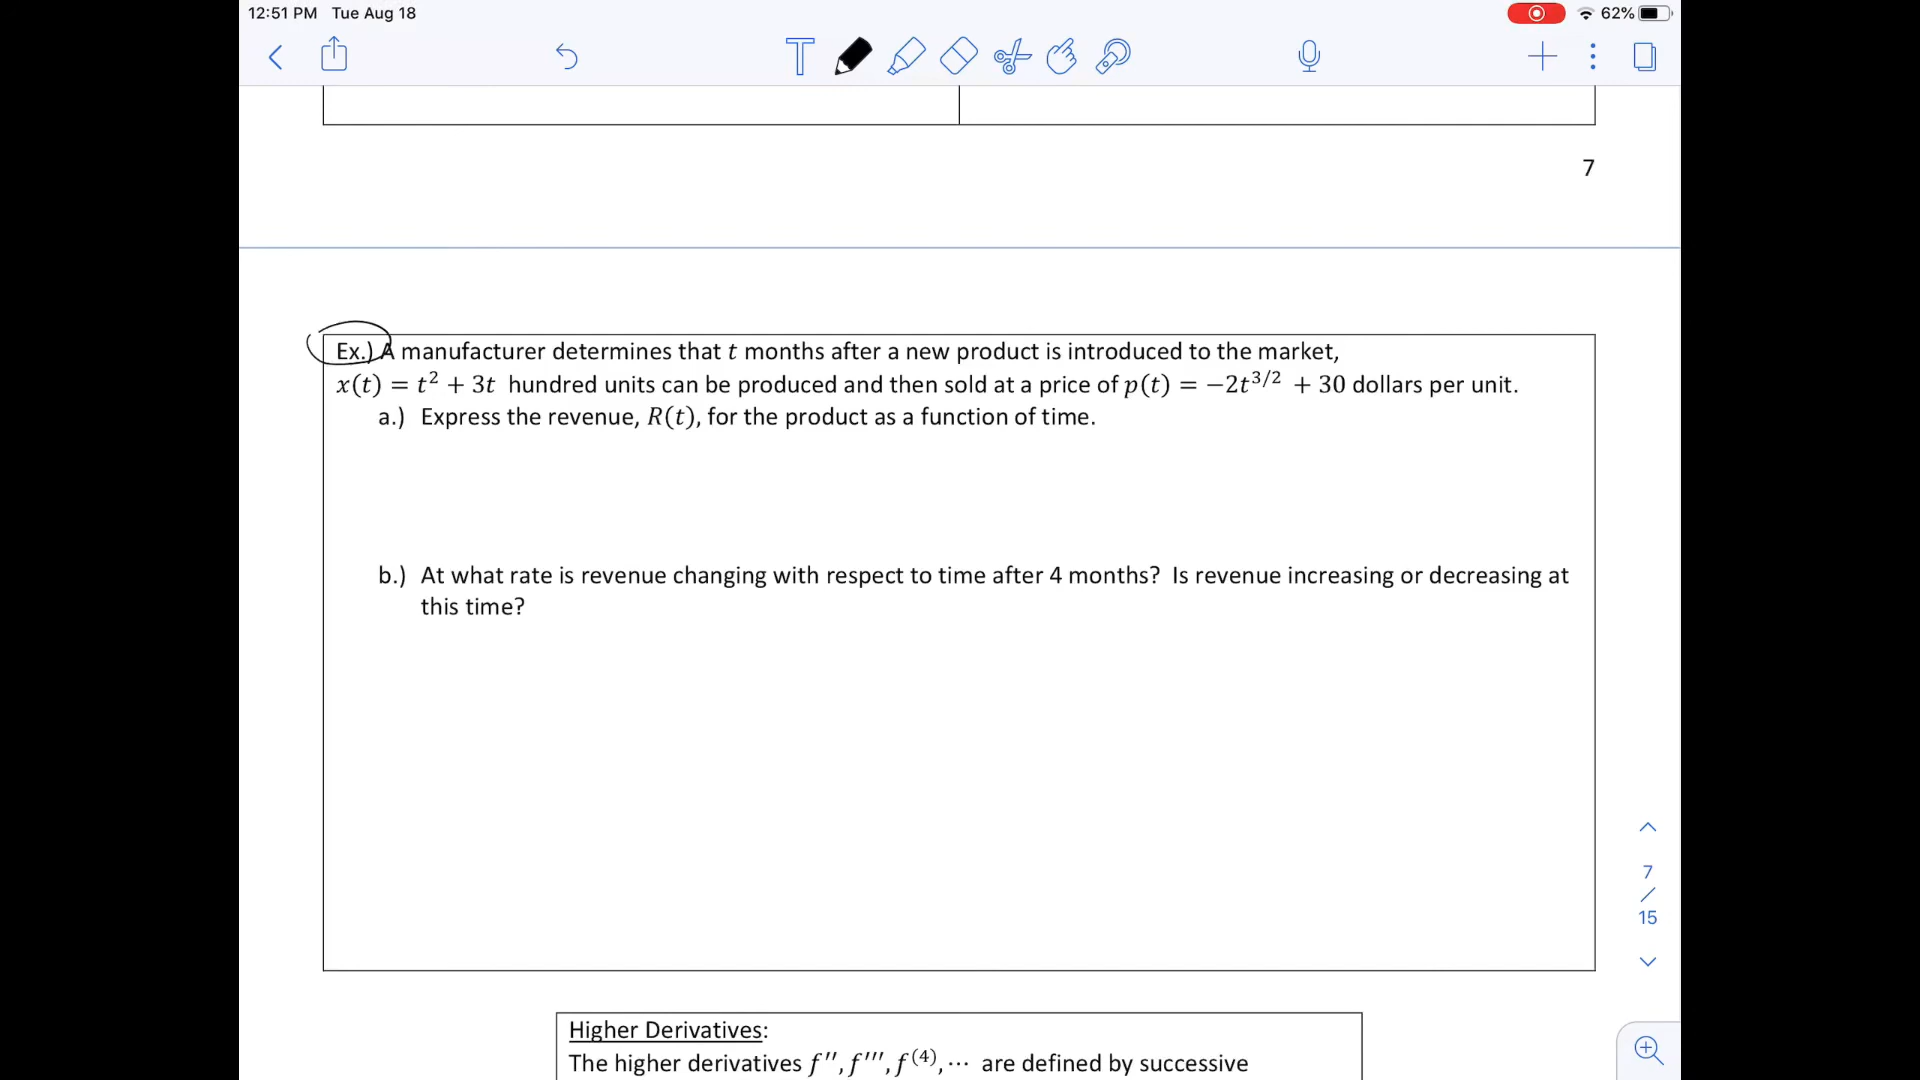 12:51 PM Tue Aug 18
62%
T
7
Ex.) A manufacturer determines that t months after a new product is introduced to the market,
x(t) = t² + 3t hundred units can be produced and then sold at a price of p(t) = −2t^{3/2} + 30 dollars per unit.
a.) Express the revenue, R(t), for the product as a function of time.
b.) At what rate is revenue changing with respect to time after 4 months? Is revenue increasing or decreasing at
this time?
7
/
15
Higher Derivatives:
The higher derivatives f′′, f′′′, f⁽⁴⁾, ⋯ are defined by successive